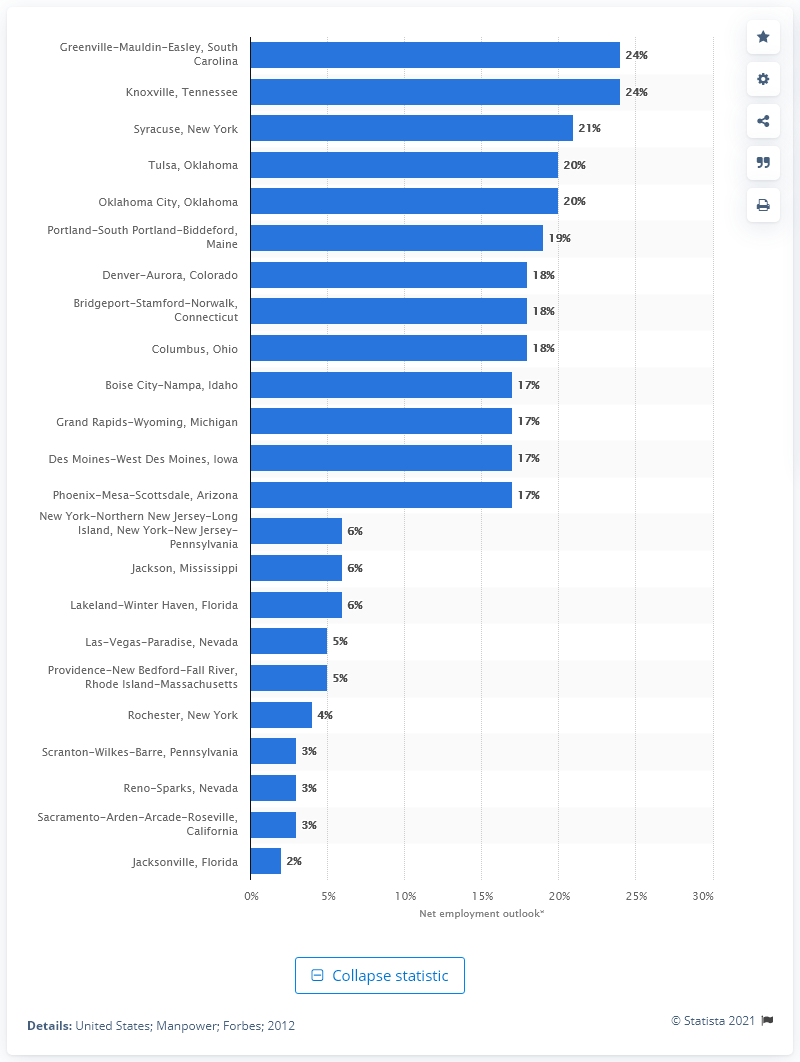 Greenville-Mauldin-Easley, South
Carolina
24%
Knoxville, Tennessee
24%
Syracuse, New York
21%
Tulsa, Oklahoma
20%
Oklahoma City, Oklahoma
20%
Portland-South Portland-Biddeford,
Maine
19%
Denver-Aurora, Colorado
18%
Bridgeport-Stamford-Norwalk,
Connecticut
18%
Columbus, Ohio
18%
Boise City-Nampa, Idaho
17%
Grand Rapids-Wyoming, Michigan
17%
Des Moines-West Des Moines, Iowa
17%
Phoenix-Mesa-Scottsdale, Arizona
17%
New York-Northern New Jersey-Long
Island, New York-New Jersey-
Pennsylvania
6%
Jackson, Mississippi
6%
Lakeland-Winter Haven, Florida
6%
Las-Vegas-Paradise, Nevada
5%
Providence-New Bedford-Fall River,
Rhode Island-Massachusetts
5%
Rochester, New York
4%
Scranton-Wilkes-Barre, Pennsylvania
3%
Reno-Sparks, Nevada
3%
Sacramento-Arden-Arcade-Roseville,
California
3%
Jacksonville, Florida
2%
0% 5% 10% 15% 20% 25% 30%
Net employment outlook*
Collapse statistic
© Statista 2021
Details: United States; Manpower; Forbes; 2012